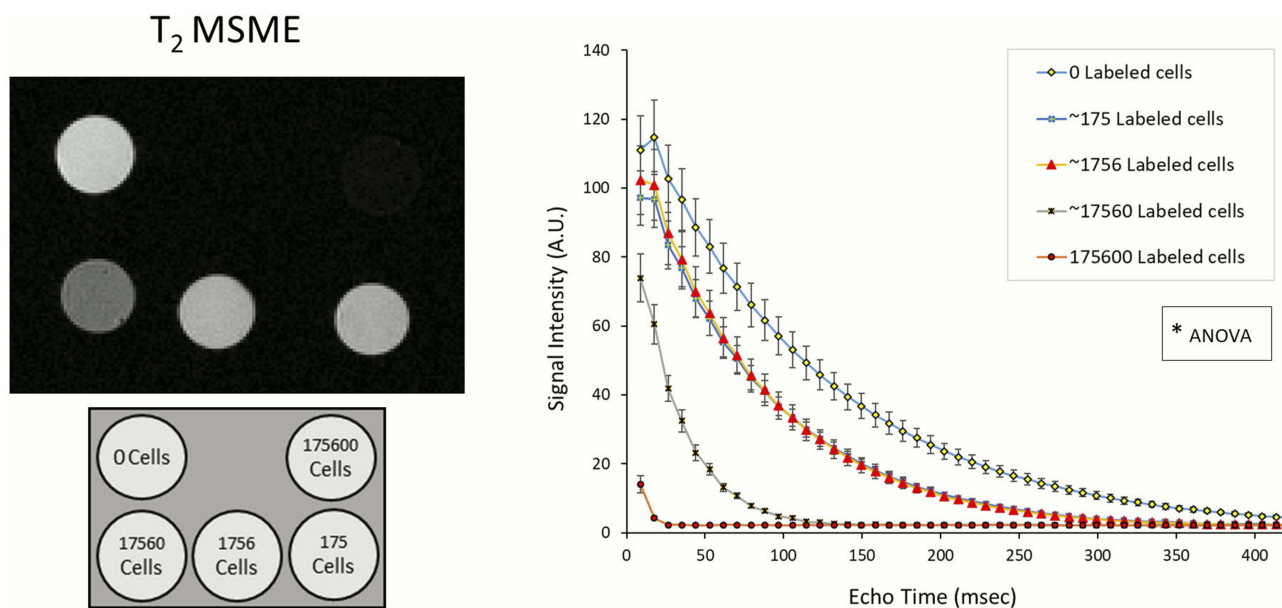 T₂ MSME
0 Cells
175600
Cells
17560
Cells
1756
Cells
175
Cells
Signal Intensity (A.U.)
140
120
100
80
60
40
20
0
0
50
100
150
200
250
300
350
400
Echo Time (msec)
0 Labeled cells
~175 Labeled cells
~1756 Labeled cells
~17560 Labeled cells
175600 Labeled cells
* ANOVA